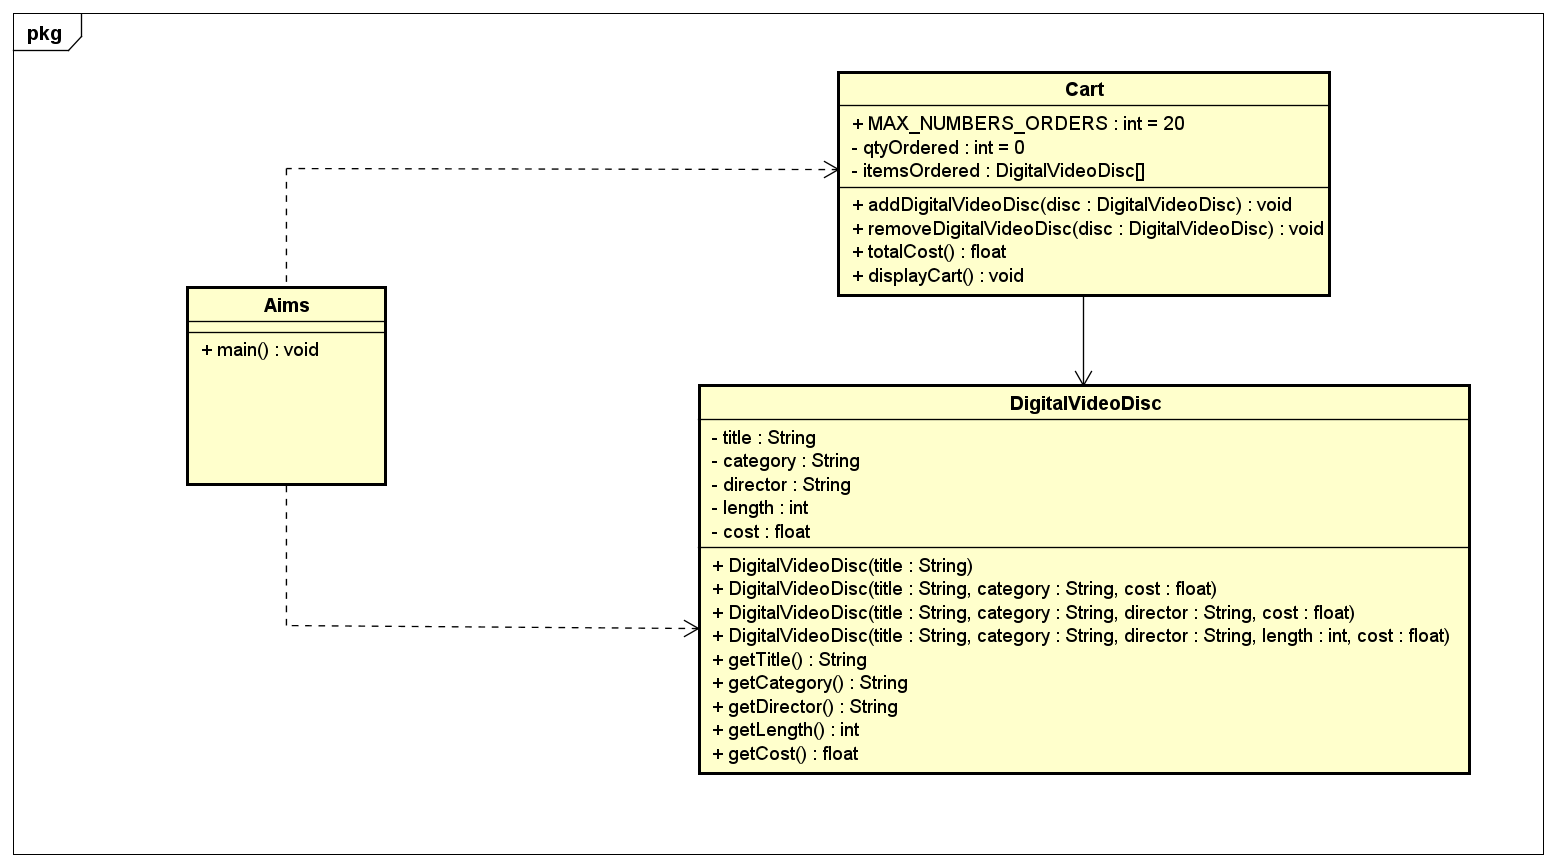 pkg
Cart
+ MAX_NUMBERS_ORDERS : int = 20
- qtyOrdered : int = 0
- itemsOrdered : DigitalVideoDisc[]
+ addDigitalVideoDisc(disc : DigitalVideoDisc) : void
+ removeDigitalVideoDisc(disc : DigitalVideoDisc) : void
+ totalCost() : float
+ displayCart() : void
Aims
+ main() : void
DigitalVideoDisc
- title : String
- category : String
- director : String
- length : int
- cost : float
+ DigitalVideoDisc(title : String)
+ DigitalVideoDisc(title : String, category : String, cost : float)
+ DigitalVideoDisc(title : String, category : String, director : String, cost : float)
+ DigitalVideoDisc(title : String, category : String, director : String, length : int, cost : float)
+ getTitle() : String
+ getCategory() : String
+ getDirector() : String
+ getLength() : int
+ getCost() : float